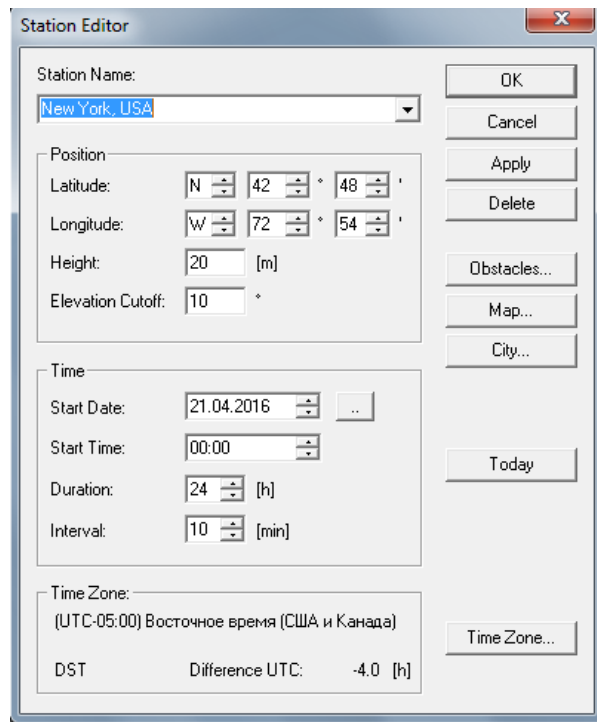 Station Editor
Station Name:
New York, USA
Position
Latitude: N 42 ° 48 '
Longitude: W 72 ° 54 '
Height: 20 [m]
Elevation Cutoff: 10 °
Time
Start Date: 21.04.2016 ..
Start Time: 00:00
Duration: 24 [h]
Interval: 10 [min]
Time Zone:
(UTC-05:00) Восточное время (США и Канада)
DST Difference UTC: -4.0 [h]
OK
Cancel
Apply
Delete
Obstacles...
Map...
City...
Today
Time Zone...